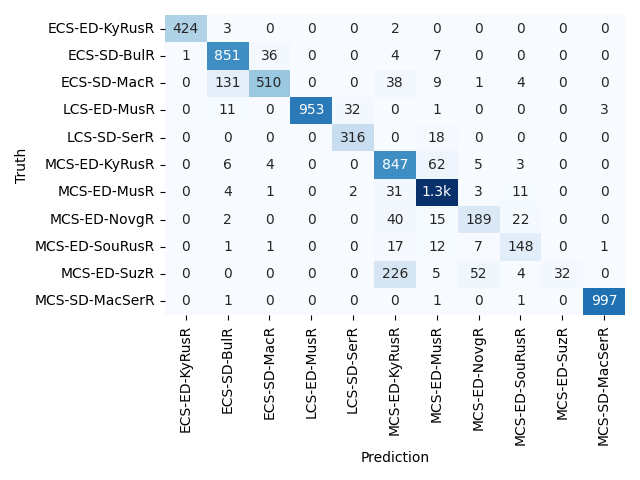 ECS-ED-KyRusR 424 3 0 0 0 2 0 0 0 0 0
ECS-SD-BulR 1 851 36 0 0 4 7 0 0 0 0
ECS-SD-MacR 0 131 510 0 0 38 9 1 4 0 0
LCS-ED-MusR 0 11 0 953 32 0 1 0 0 0 3
LCS-SD-SerR 0 0 0 0 316 0 18 0 0 0 0
MCS-ED-KyRusR 0 6 4 0 0 847 62 5 3 0 0
MCS-ED-MusR 0 4 1 0 2 31 1.3k 3 11 0 0
MCS-ED-NovgR 0 2 0 0 0 40 15 189 22 0 0
MCS-ED-SouRusR 0 1 1 0 0 17 12 7 148 0 1
MCS-ED-SuzR 0 0 0 0 0 226 5 52 4 32 0
MCS-SD-MacSerR 0 1 0 0 0 0 1 0 1 0 997
Truth
ECS-ED-KyRusR
ECS-SD-BulR
ECS-SD-MacR
LCS-ED-MusR
LCS-SD-SerR
MCS-ED-KyRusR
MCS-ED-MusR
MCS-ED-NovgR
MCS-ED-SouRusR
MCS-ED-SuzR
MCS-SD-MacSerR
Prediction